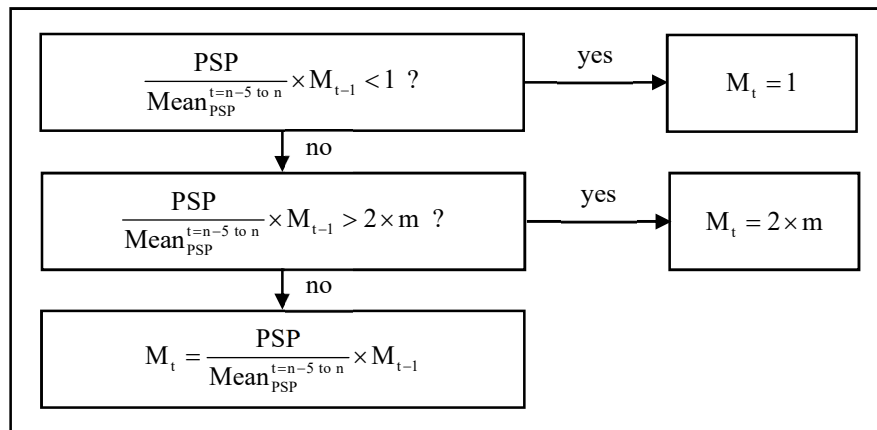 PSP / Mean_PSP^{t=n−5 to n} × M_{t−1} < 1 ?
yes
M_t = 1
no
PSP / Mean_PSP^{t=n−5 to n} × M_{t−1} > 2 × m ?
yes
M_t = 2 × m
no
M_t = PSP / Mean_PSP^{t=n−5 to n} × M_{t−1}